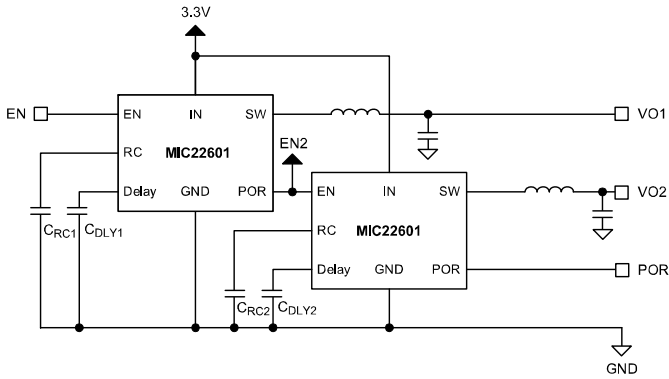 3.3V
EN
EN IN SW
VO1
RC MIC22601
EN2
Delay GND POR
EN IN SW
VO2
CRC1 CDLY1
RC MIC22601
Delay GND POR
POR
CRC2 CDLY2
GND